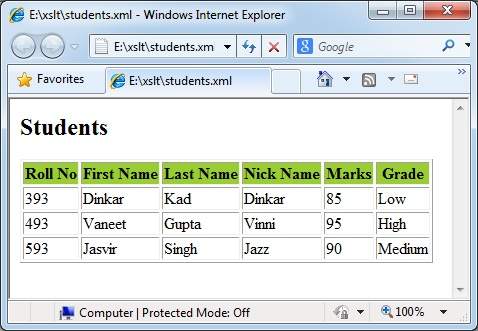 E:\xslt\students.xml - Windows Internet Explorer
E:\xslt\students.xm Google
Favorites E:\xslt\students.xml
Students
Roll No First Name Last Name Nick Name Marks Grade
393 Dinkar Kad Dinkar 85 Low
493 Vaneet Gupta Vinni 95 High
593 Jasvir Singh Jazz 90 Medium
Computer | Protected Mode: Off 100%